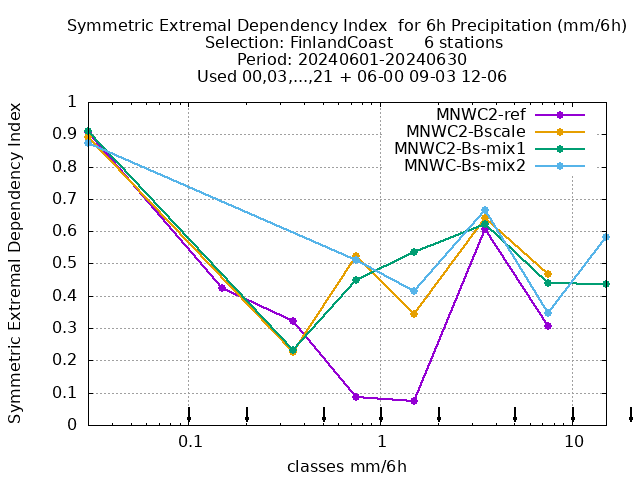 Symmetric Extremal Dependency Index  for 6h Precipitation (mm/6h)
Selection: FinlandCoast      6 stations
Period: 20240601-20240630
Used 00,03,...,21 + 06-00 09-03 12-06
MNWC2-ref
MNWC2-Bscale
MNWC2-Bs-mix1
MNWC-Bs-mix2
Symmetric Extremal Dependency Index
1
0.9
0.8
0.7
0.6
0.5
0.4
0.3
0.2
0.1
0
0.1 1 10
classes mm/6h